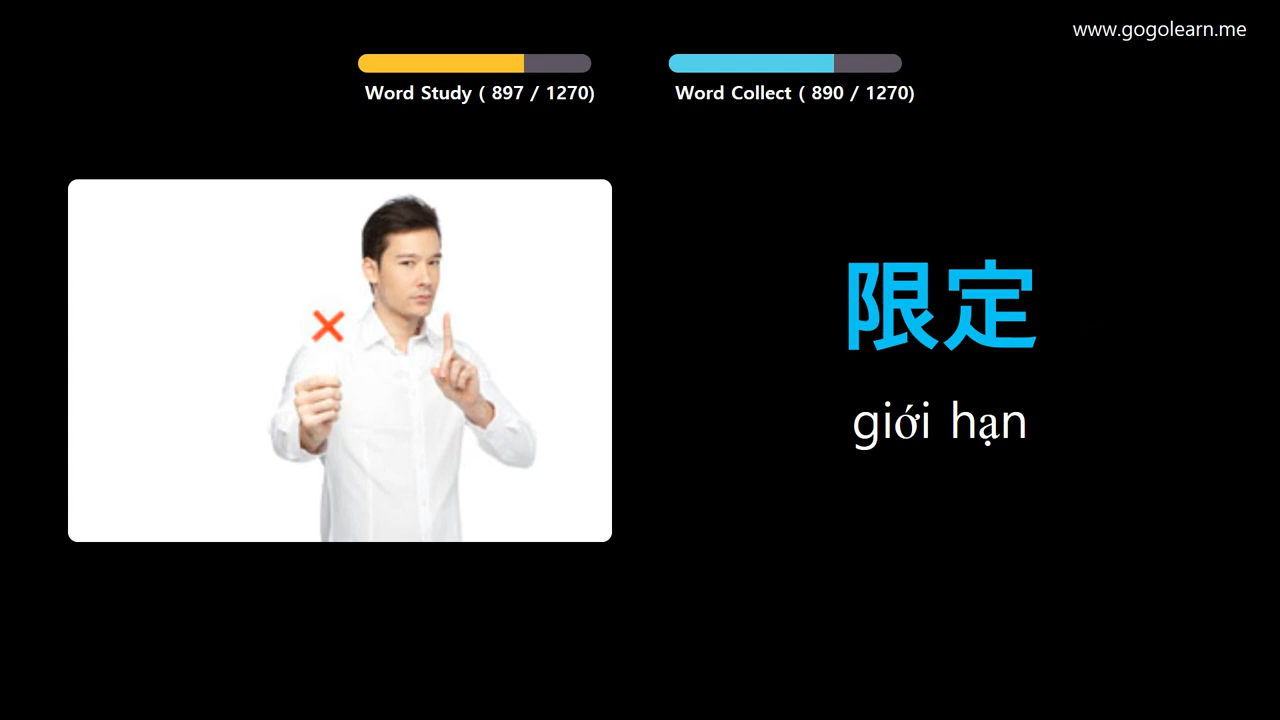 www.gogolearn.me
Word Study ( 897 / 1270)
Word Collect ( 890 / 1270)
限定
giới hạn